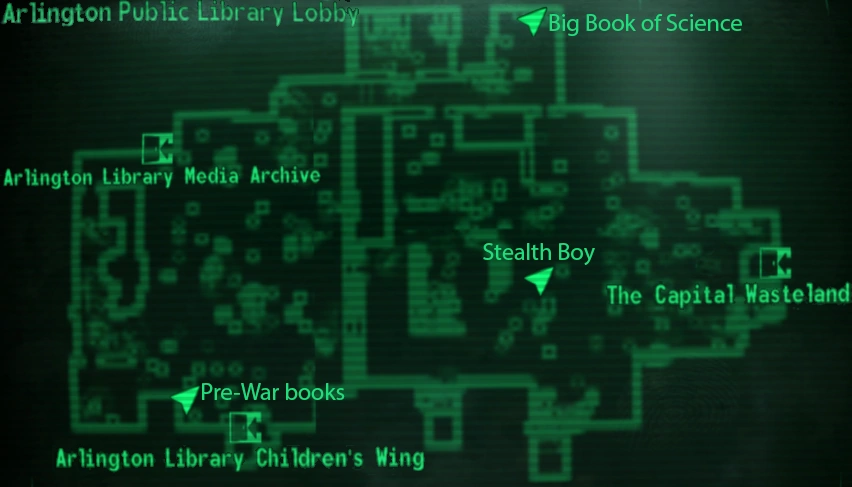 Arlington Public Library Lobby
Big Book of Science
Arlington Library Media Archive
Stealth Boy
The Capital Wasteland
Pre-War books
Arlington Library Children's Wing